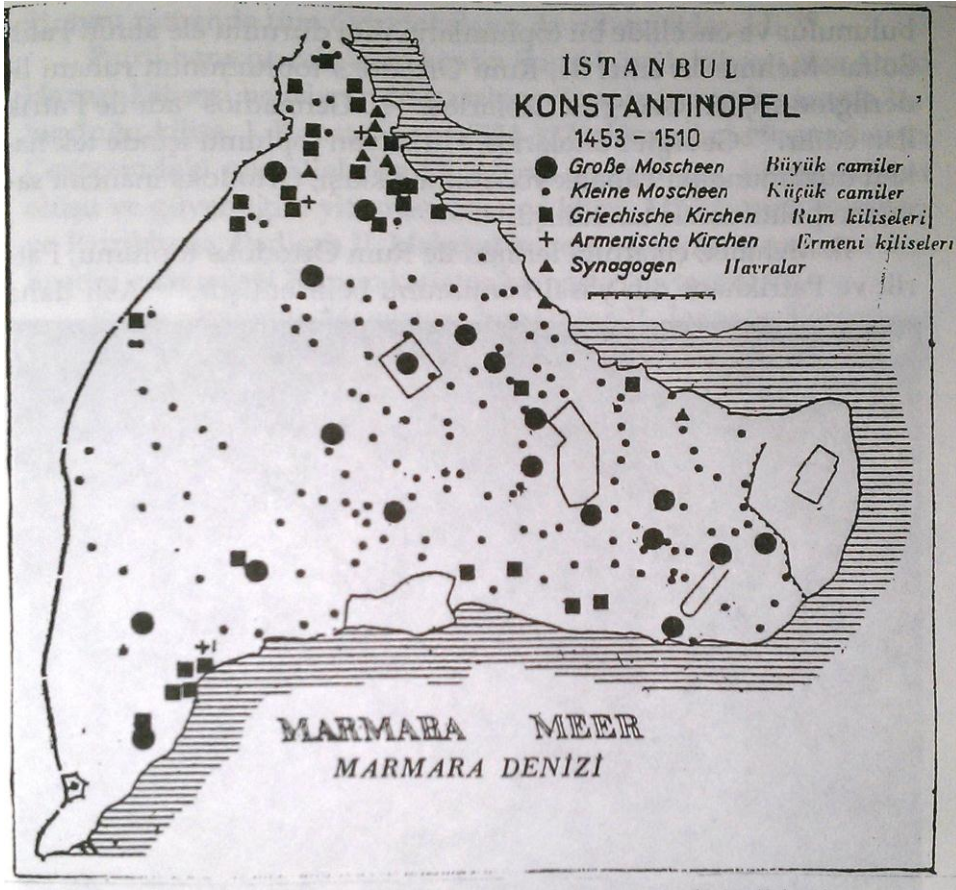 İSTANBUL
KONSTANTINOPEL
1453-1510
Große Moscheen Büyük camiler
Kleine Moscheen Küçük camiler
Griechische Kirchen Rum kiliseleri
Armenische Kirchen Ermeni kiliseleri
Synagogen Havralar
MARMARA MEER
MARMARA DENİZİ